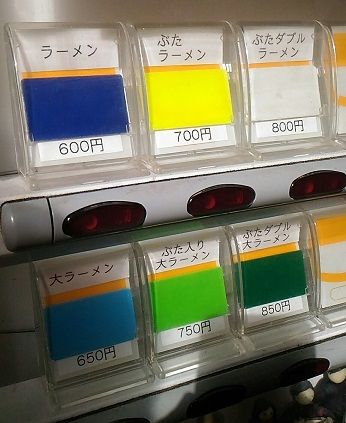 ラーメン
600円
ぶた
ラーメン
700円
ぶたダブル
ラーメン
800円
大ラーメン
650円
ぶた入り
大ラーメン
750円
ぶたダブル
大ラーメン
850円